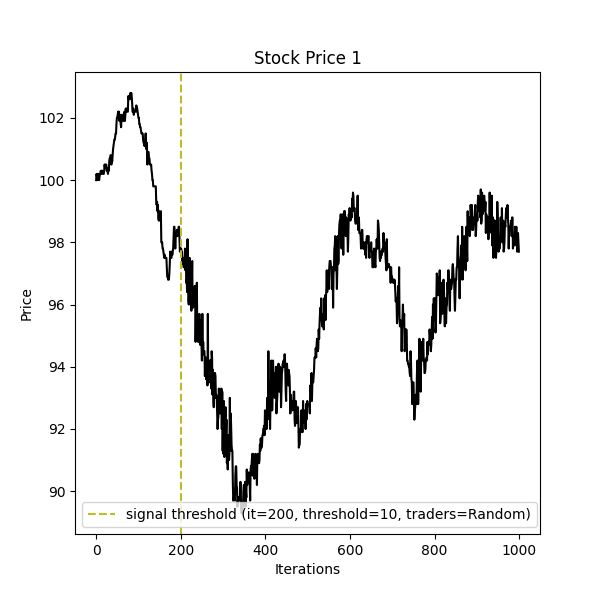 Stock Price 1
102
100
98
96
94
92
90
Price
signal threshold (it=200, threshold=10, traders=Random)
0 200 400 600 800 1000
Iterations